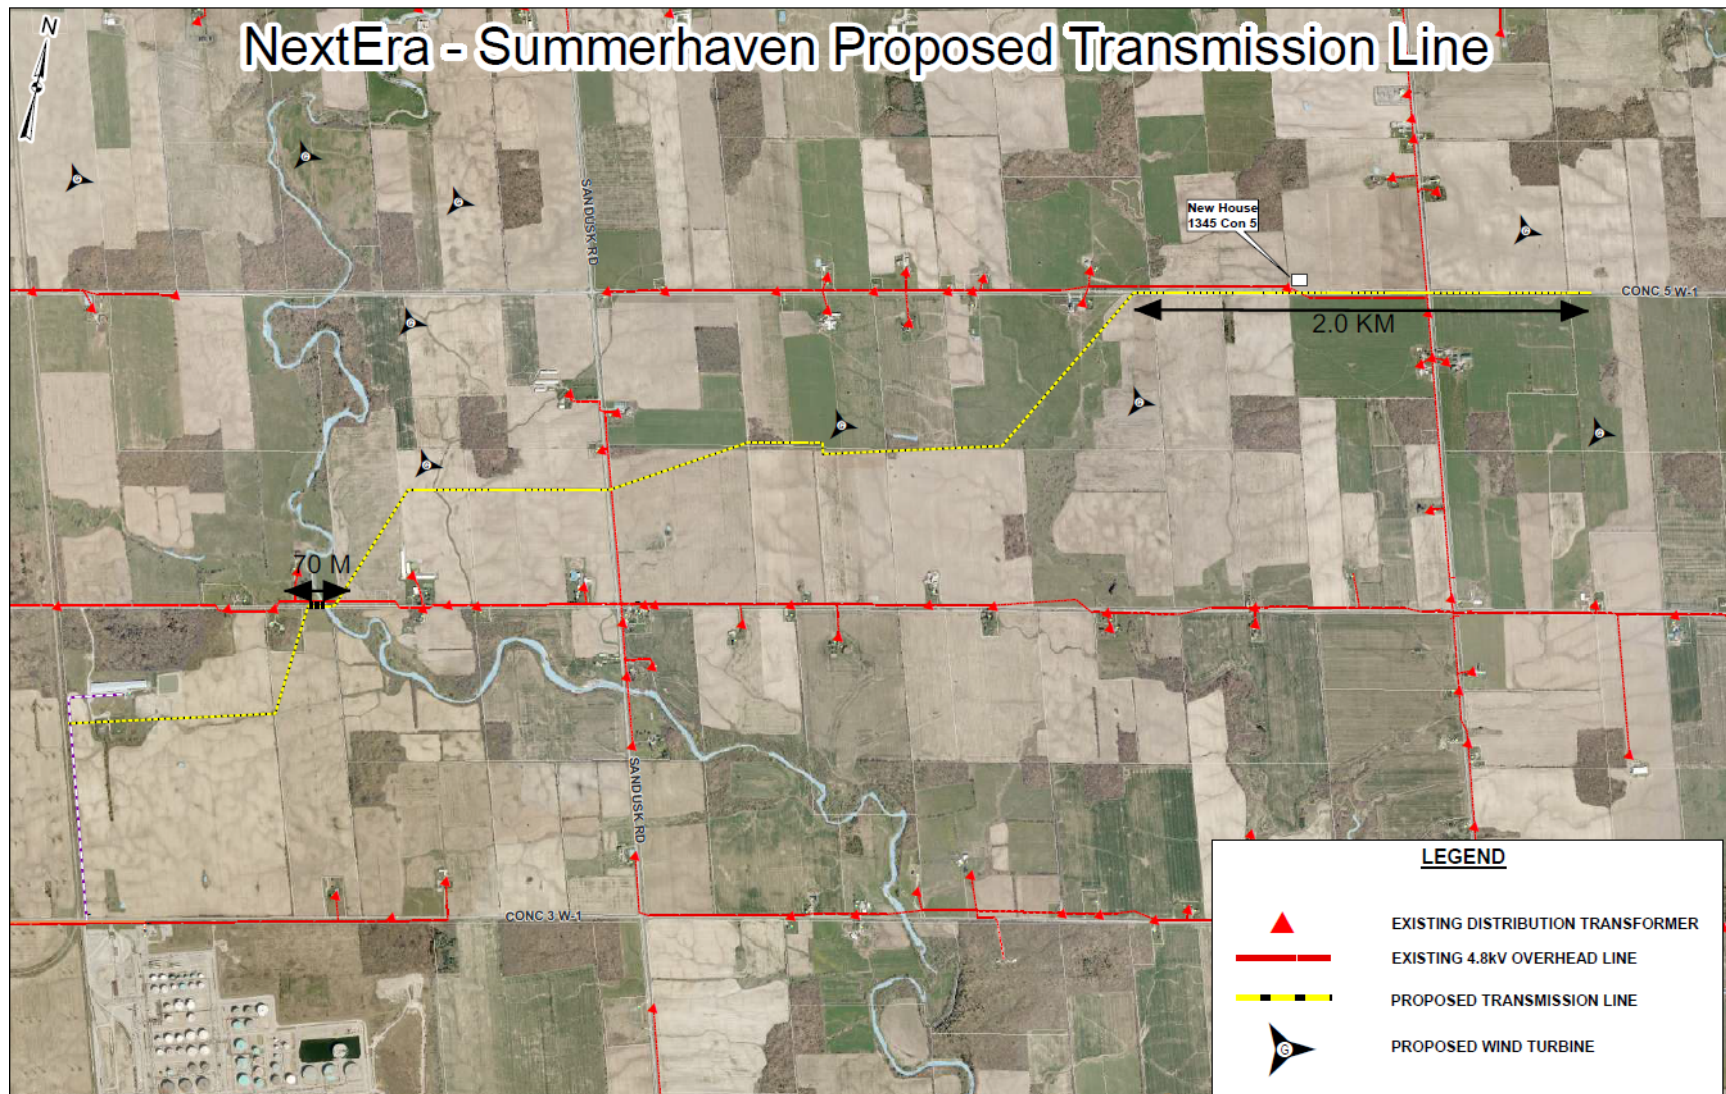 N
NextEra - Summerhaven Proposed Transmission Line
SANDUSK RD
New House
1345 Con 5
CONC 5 W-1
2.0 KM
70 M
SANDUSK RD
CONC 3 W-1
LEGEND
EXISTING DISTRIBUTION TRANSFORMER
EXISTING 4.8kV OVERHEAD LINE
PROPOSED TRANSMISSION LINE
G
PROPOSED WIND TURBINE